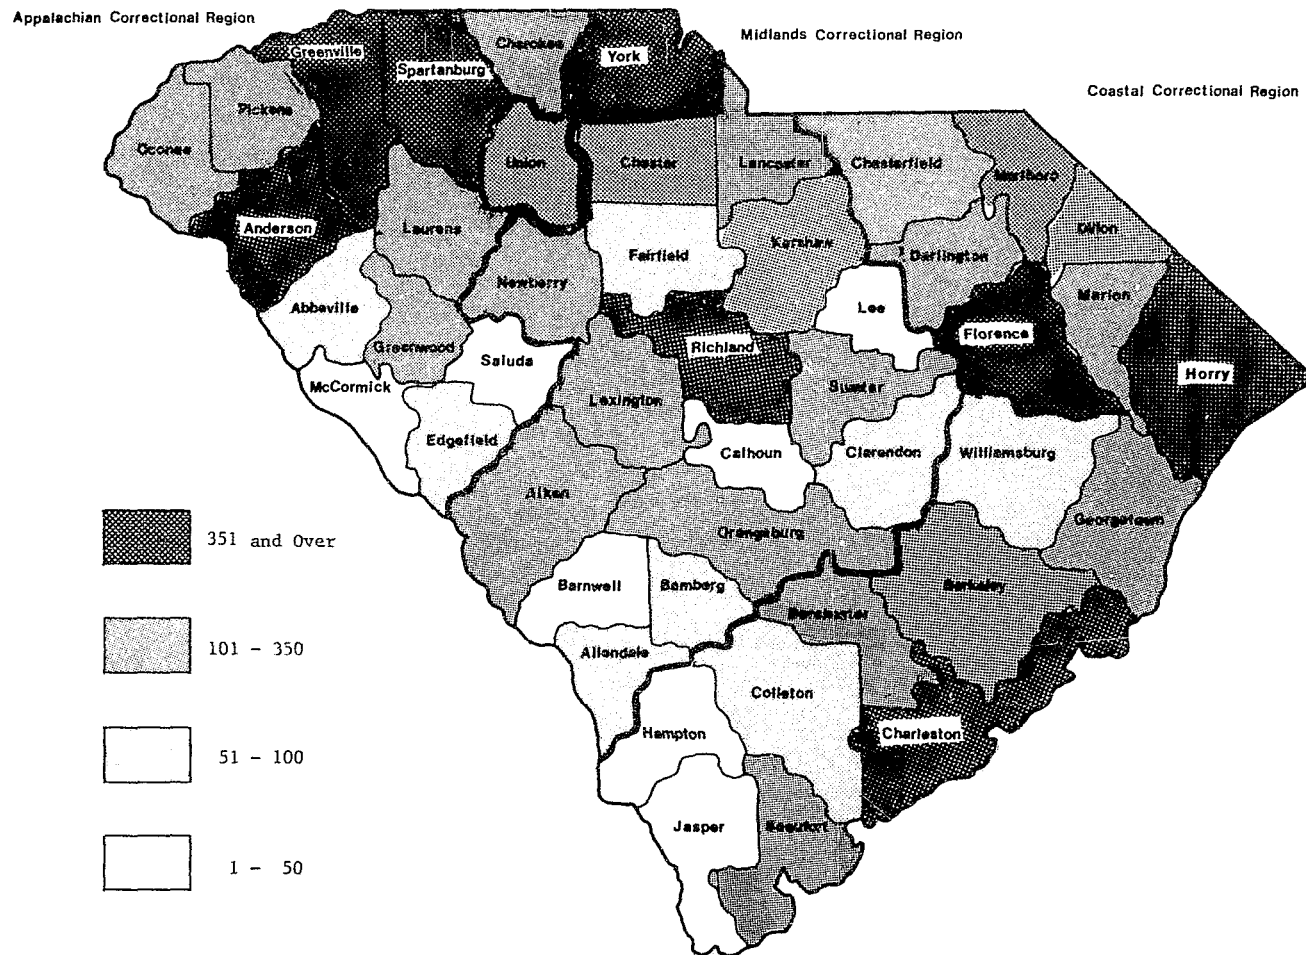 Appalachian Correctional Region
Midlands Correctional Region
Coastal Correctional Region
Greenville
Cherokee
York
Spartanburg
Pickens
Oconee
Union
Chester
Lancaster
Chesterfield
Marlboro
Anderson
Laurens
Fairfield
Kershaw
Darlington
Dillon
Newberry
Abbeville
Lee
Marion
Greenwood
Saluda
Richland
Florence
Horry
McCormick
Lexington
Sumter
Edgefield
Calhoun
Clarendon
Williamsburg
Aiken
Orangeburg
Georgetown
351 and Over
Barnwell
Bamberg
Berkeley
Dorchester
101 - 350
Allendale
Colleton
Hampton
Charleston
51 - 100
Jasper
Beaufort
1 - 50